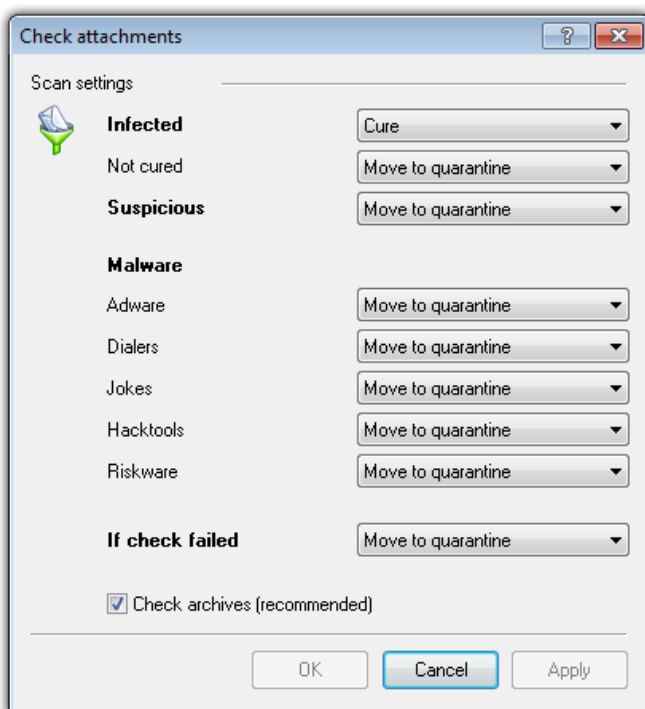 Check attachments
Scan settings
Infected Cure
Not cured Move to quarantine
Suspicious Move to quarantine
Malware
Adware Move to quarantine
Dialers Move to quarantine
Jokes Move to quarantine
Hacktools Move to quarantine
Riskware Move to quarantine
If check failed Move to quarantine
Check archives (recommended)
OK Cancel Apply